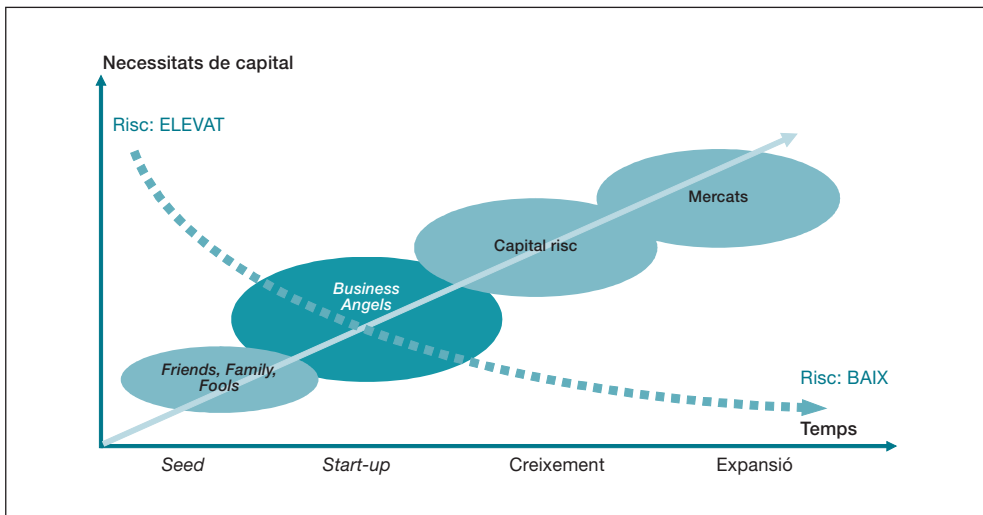 Necessitats de capital
Risc: ELEVAT
Mercats
Capital risc
Business
Angels
Friends, Family,
Fools
Risc: BAIX
Temps
Seed
Start-up
Creixement
Expansió